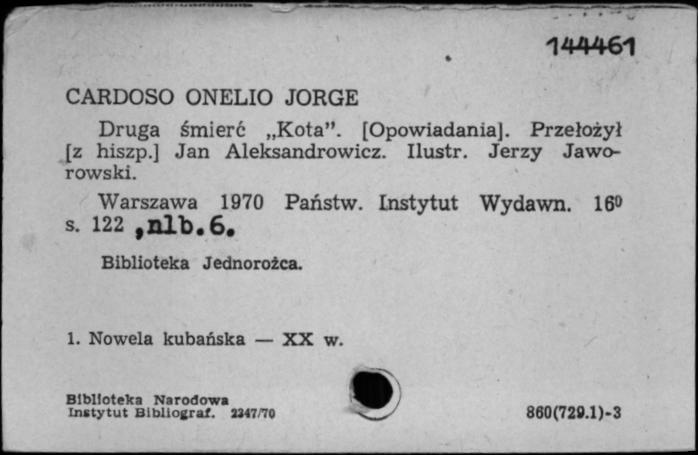 144461
CARDOSO ONELIO JORGE
Druga śmierć „Kota”. [Opowiadania]. Przełożył
[z hiszp.] Jan Aleksandrowicz. Ilustr. Jerzy Jawo-
rowski.
Warszawa 1970 Państw. Instytut Wydawn. 16⁰
s. 122 ,nlb.6.
Biblioteka Jednorożca.
1. Nowela kubańska — XX w.
Biblioteka Narodowa
Instytut Bibliograf. 2347/70
860(729.1)-3